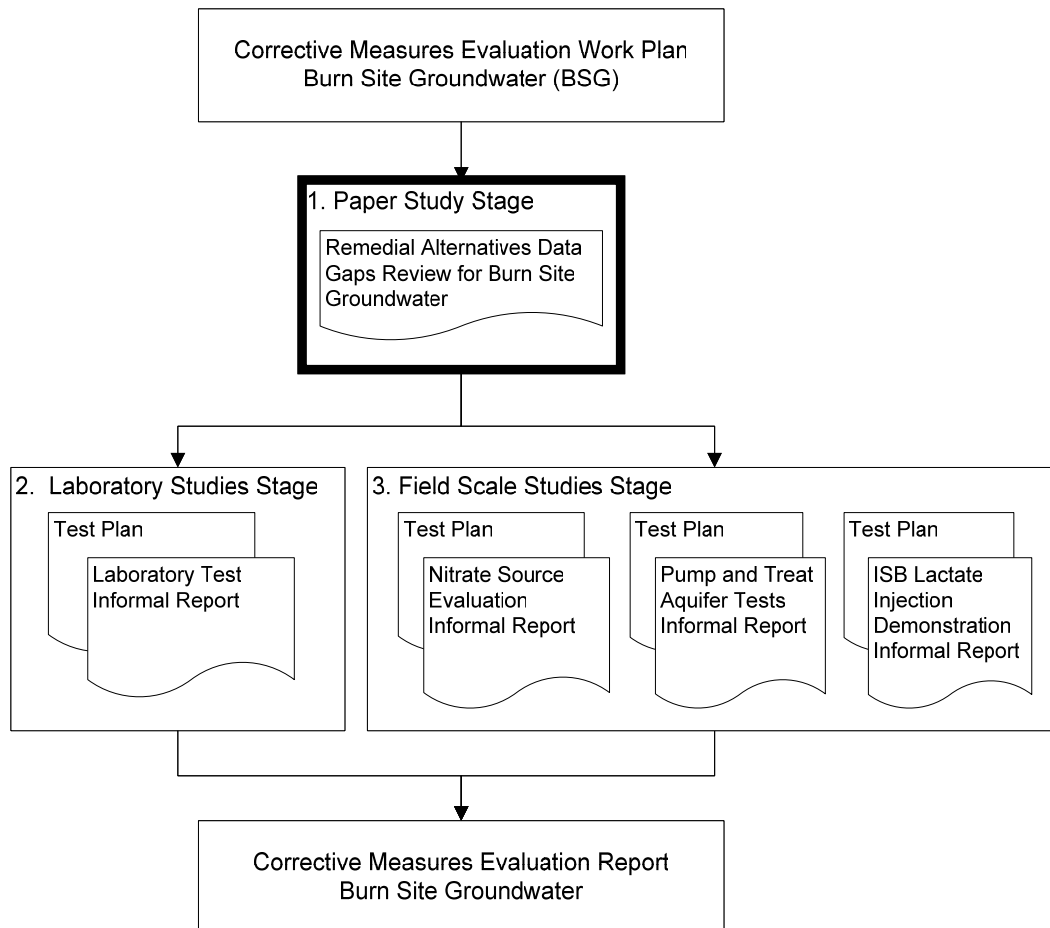 Corrective Measures Evaluation Work Plan
Burn Site Groundwater (BSG)
1. Paper Study Stage
Remedial Alternatives Data
Gaps Review for Burn Site
Groundwater
2. Laboratory Studies Stage
Test Plan
Laboratory Test
Informal Report
3. Field Scale Studies Stage
Test Plan
Nitrate Source
Evaluation
Informal Report
Test Plan
Pump and Treat
Aquifer Tests
Informal Report
Test Plan
ISB Lactate
Injection
Demonstration
Informal Report
Corrective Measures Evaluation Report
Burn Site Groundwater